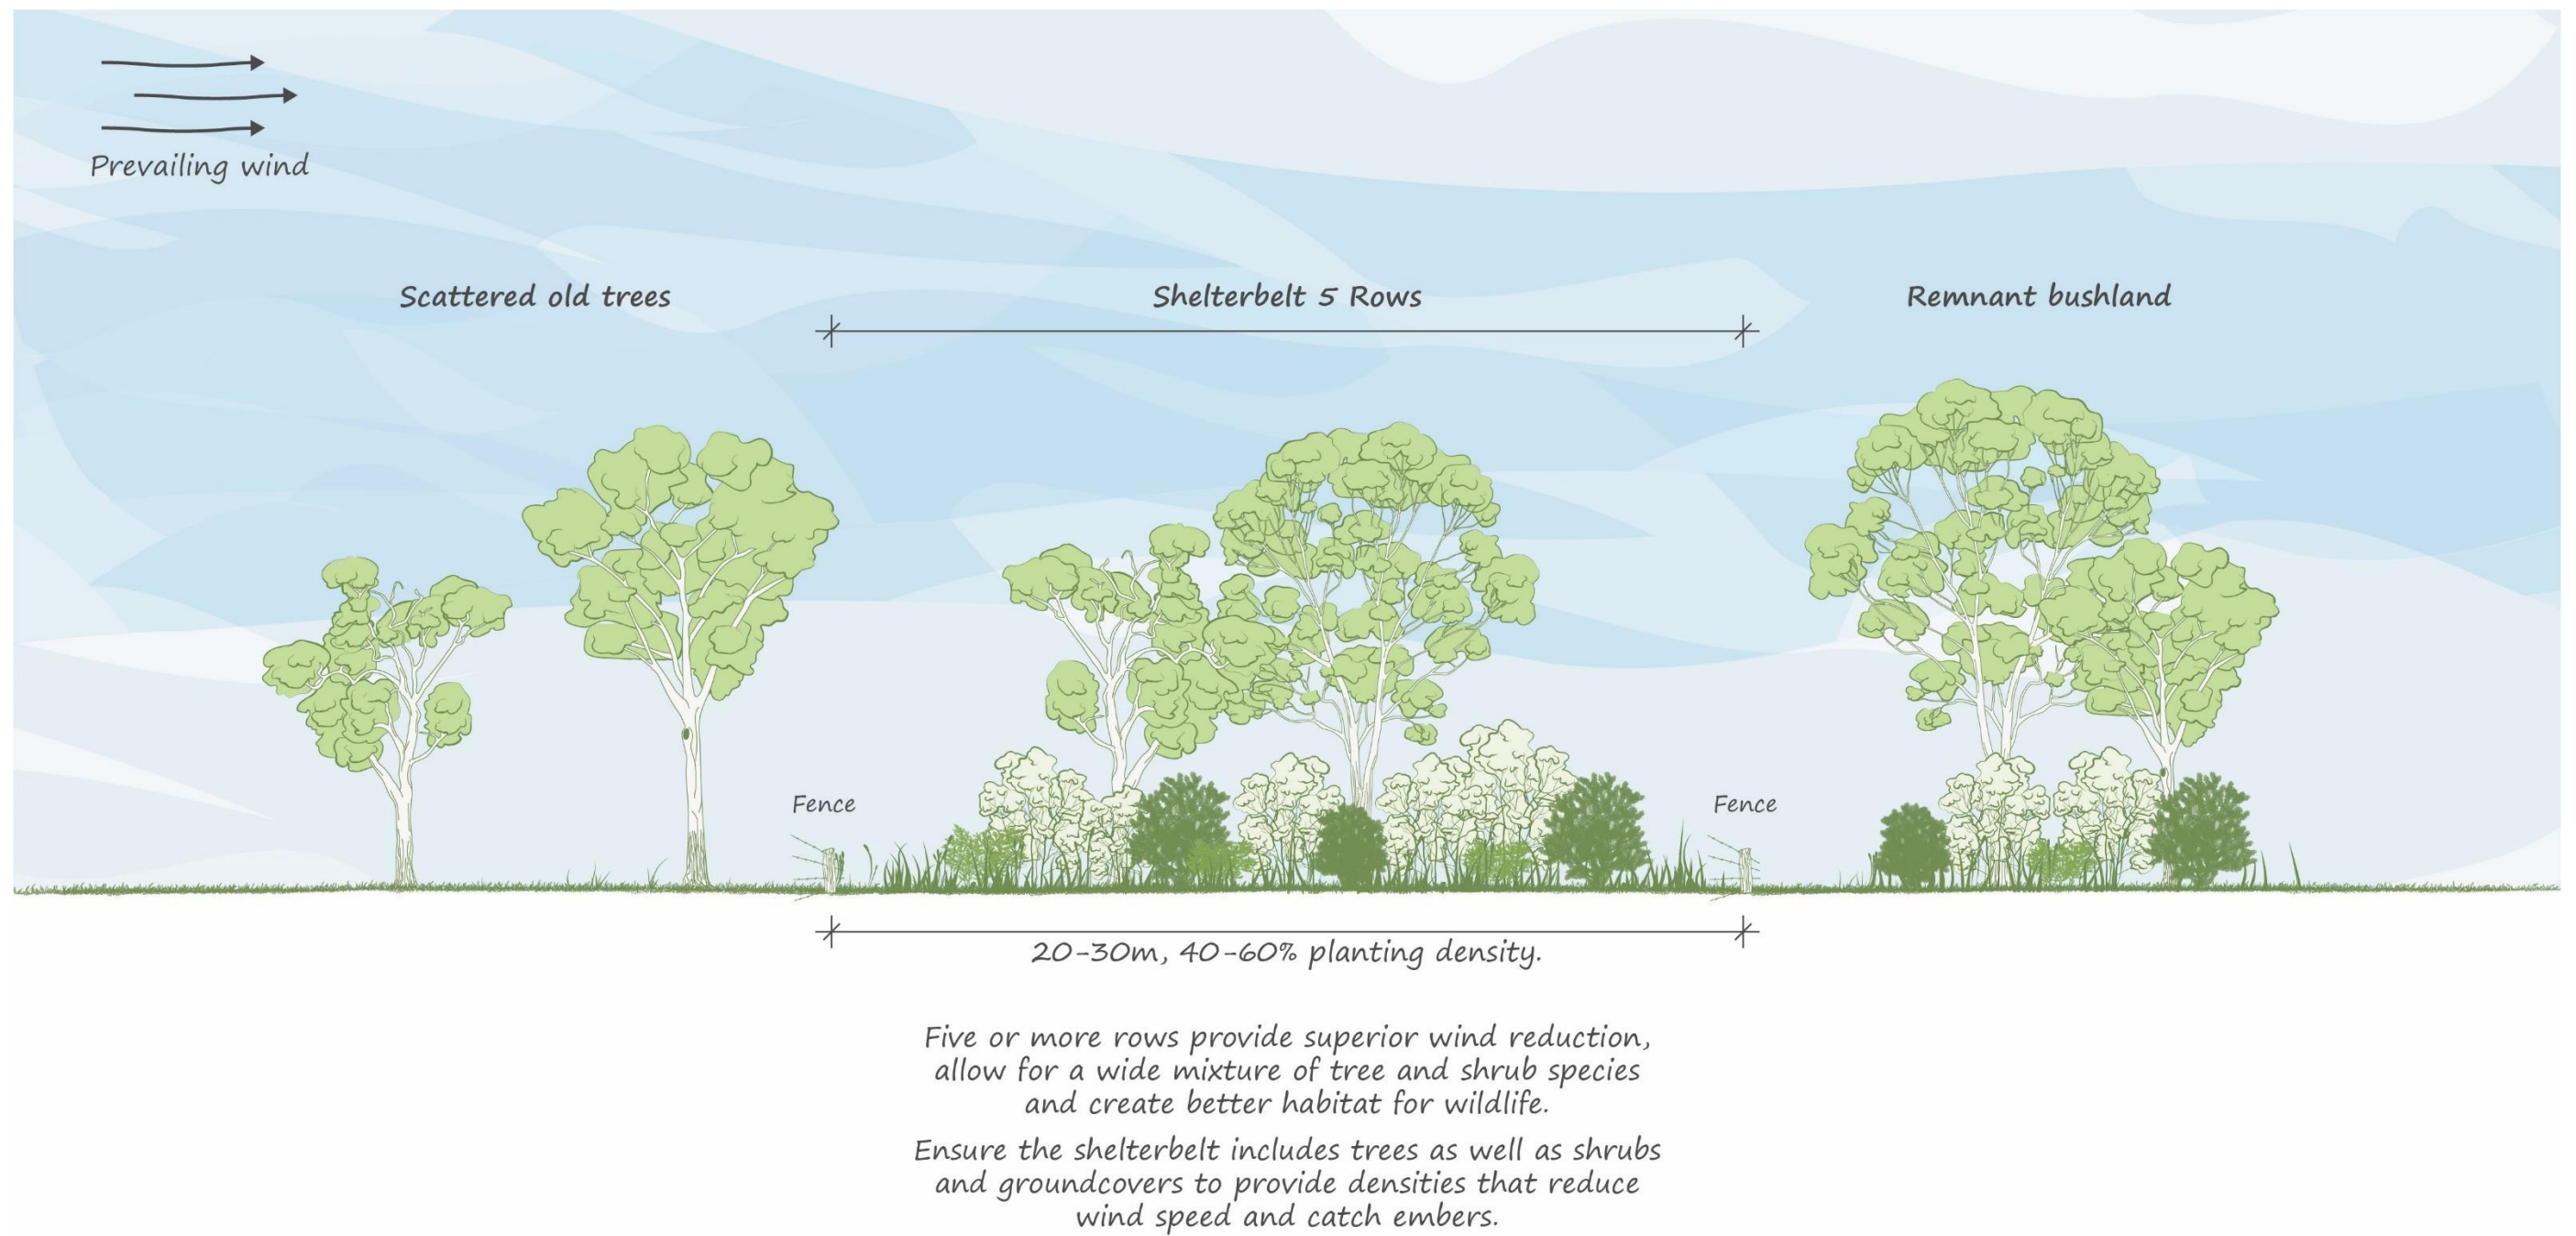 Prevailing wind
Scattered old trees
Shelterbelt 5 Rows
Remnant bushland
Fence
Fence
20-30m, 40-60% planting density.
Five or more rows provide superior wind reduction,
allow for a wide mixture of tree and shrub species
and create better habitat for wildlife.
Ensure the shelterbelt includes trees as well as shrubs
and groundcovers to provide densities that reduce
wind speed and catch embers.